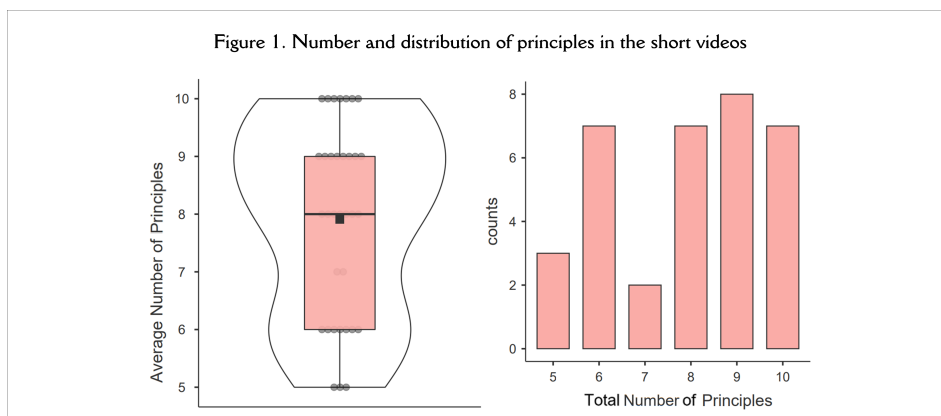 Figure 1. Number and distribution of principles in the short videos
Average Number of Principles
10
9
8
7
6
5
counts
8
6
4
2
0
5 6 7 8 9 10
Total Number of Principles